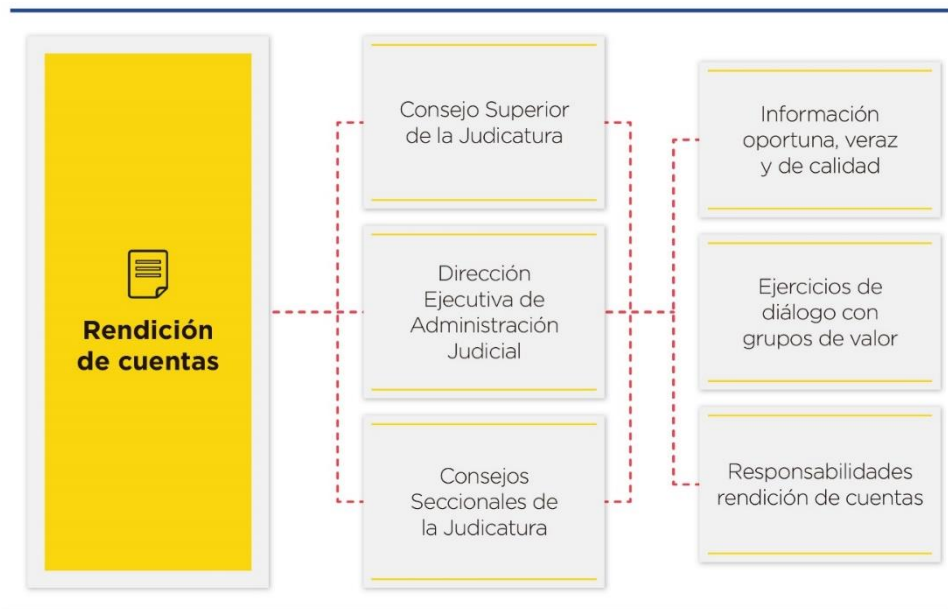 Rendición
de cuentas
Consejo Superior
de la Judicatura
Dirección
Ejecutiva de
Administración
Judicial
Consejos
Seccionales de
la Judicatura
Información
oportuna, veraz
y de calidad
Ejercicios de
diálogo con
grupos de valor
Responsabilidades
rendición de cuentas